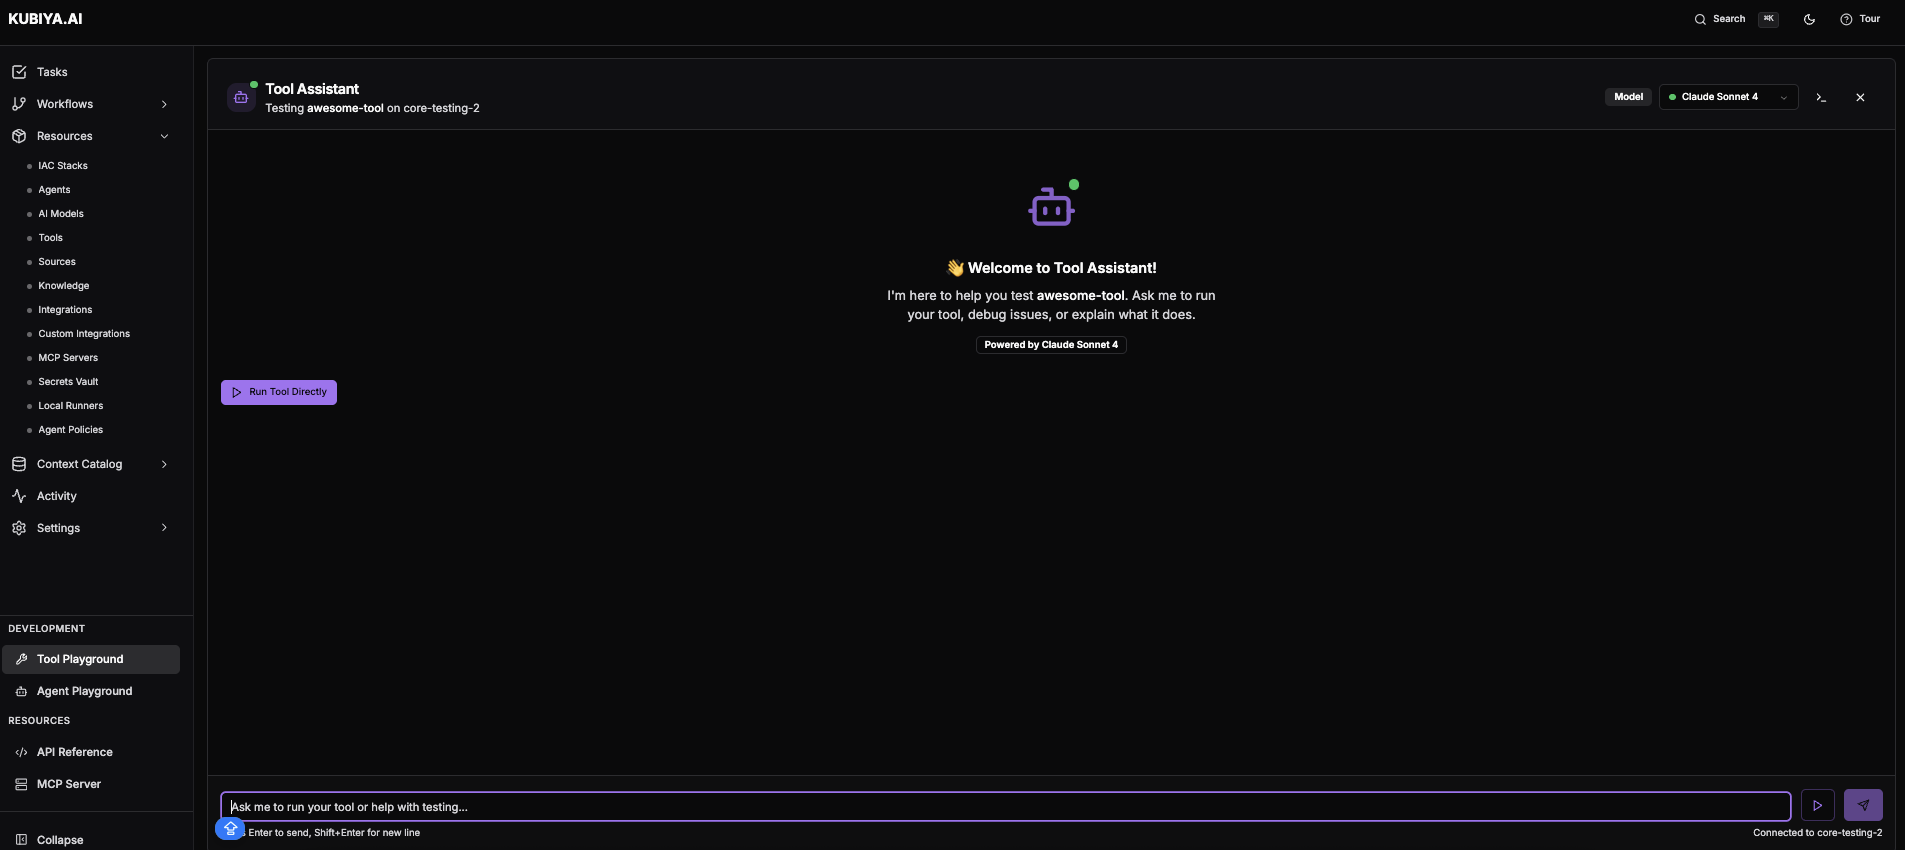 KUBIYA.AI
Search
⌘K
Tour
Tasks
Workflows
Resources
IAC Stacks
Agents
AI Models
Tools
Sources
Knowledge
Integrations
Custom Integrations
MCP Servers
Secrets Vault
Local Runners
Agent Policies
Context Catalog
Activity
Settings
DEVELOPMENT
Tool Playground
Agent Playground
RESOURCES
API Reference
MCP Server
Collapse
Tool Assistant
Testing awesome-tool on core-testing-2
Model
Claude Sonnet 4
👋 Welcome to Tool Assistant!
I'm here to help you test awesome-tool. Ask me to run
your tool, debug issues, or explain what it does.
Powered by Claude Sonnet 4
Run Tool Directly
Ask me to run your tool or help with testing...
Enter to send, Shift+Enter for new line
Connected to core-testing-2